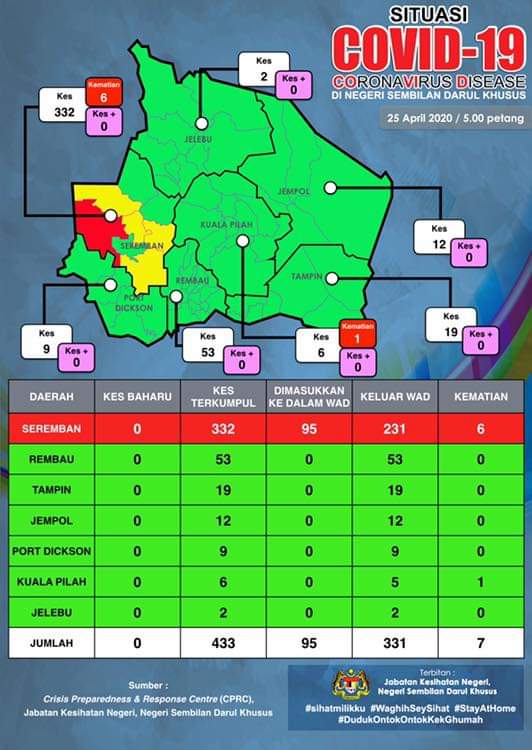 SITUASI
COVID-19
CORONAVIRUS DISEASE
DI NEGERI SEMBILAN DARUL KHUSUS
25 April 2020 / 5.00 petang
Kes
332
Kematian
6
Kes +
0
Kes
2
Kes +
0
JELEBU
JEMPOL
KUALA PILAH
SEREMBAN
TAMPIN
REMBAU
PORT
DICKSON
Kes
12
Kes +
0
Kes
9
Kes +
0
Kes
53
Kes +
0
Kes
6
Kematian
1
Kes +
0
Kes
19
Kes +
0
DAERAH KES BAHARU KES TERKUMPUL DIMASUKKAN KE DALAM WAD KELUAR WAD KEMATIAN
SEREMBAN 0 332 95 231 6
REMBAU 0 53 0 53 0
TAMPIN 0 19 0 19 0
JEMPOL 0 12 0 12 0
PORT DICKSON 0 9 0 9 0
KUALA PILAH 0 6 0 5 1
JELEBU 0 2 0 2 0
JUMLAH 0 433 95 331 7
Sumber :
Crisis Preparedness & Response Centre (CPRC),
Jabatan Kesihatan Negeri, Negeri Sembilan Darul Khusus
Terbitan :
Jabatan Kesihatan Negeri,
Negeri Sembilan Darul Khusus
#sihatmilikku #WaghihSeySihat #StayAtHome
#DudukOntokOntokKekGhumah